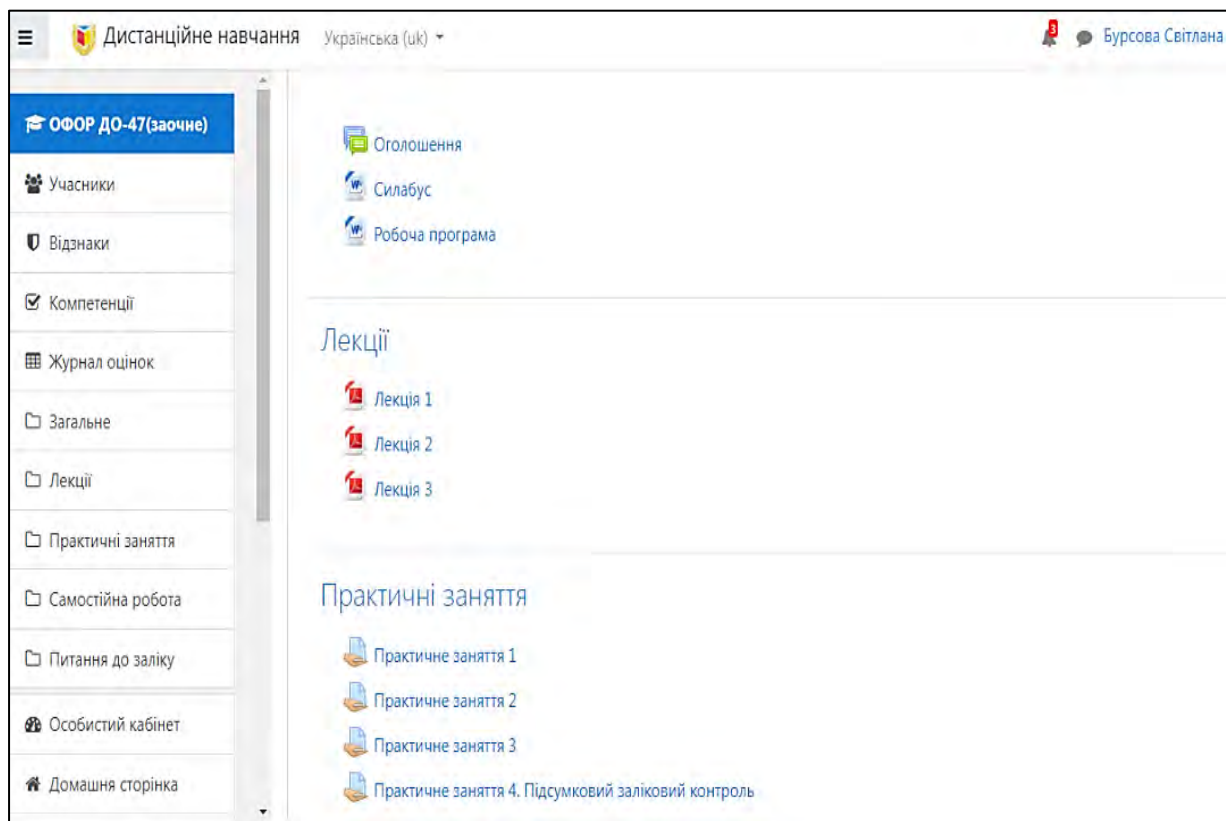 Дистанційне навчання Українська (uk) 3 Бурсова Світлана
ОФОР ДО-47(заочне)
Учасники
Відзнаки
Компетенції
Журнал оцінок
Загальне
Лекції
Практичні заняття
Самостійна робота
Питання до заліку
Особистий кабінет
Домашня сторінка
Оголошення
Силабус
Робоча програма
Лекції
Лекція 1
Лекція 2
Лекція 3
Практичні заняття
Практичне заняття 1
Практичне заняття 2
Практичне заняття 3
Практичне заняття 4. Підсумковий заліковий контроль